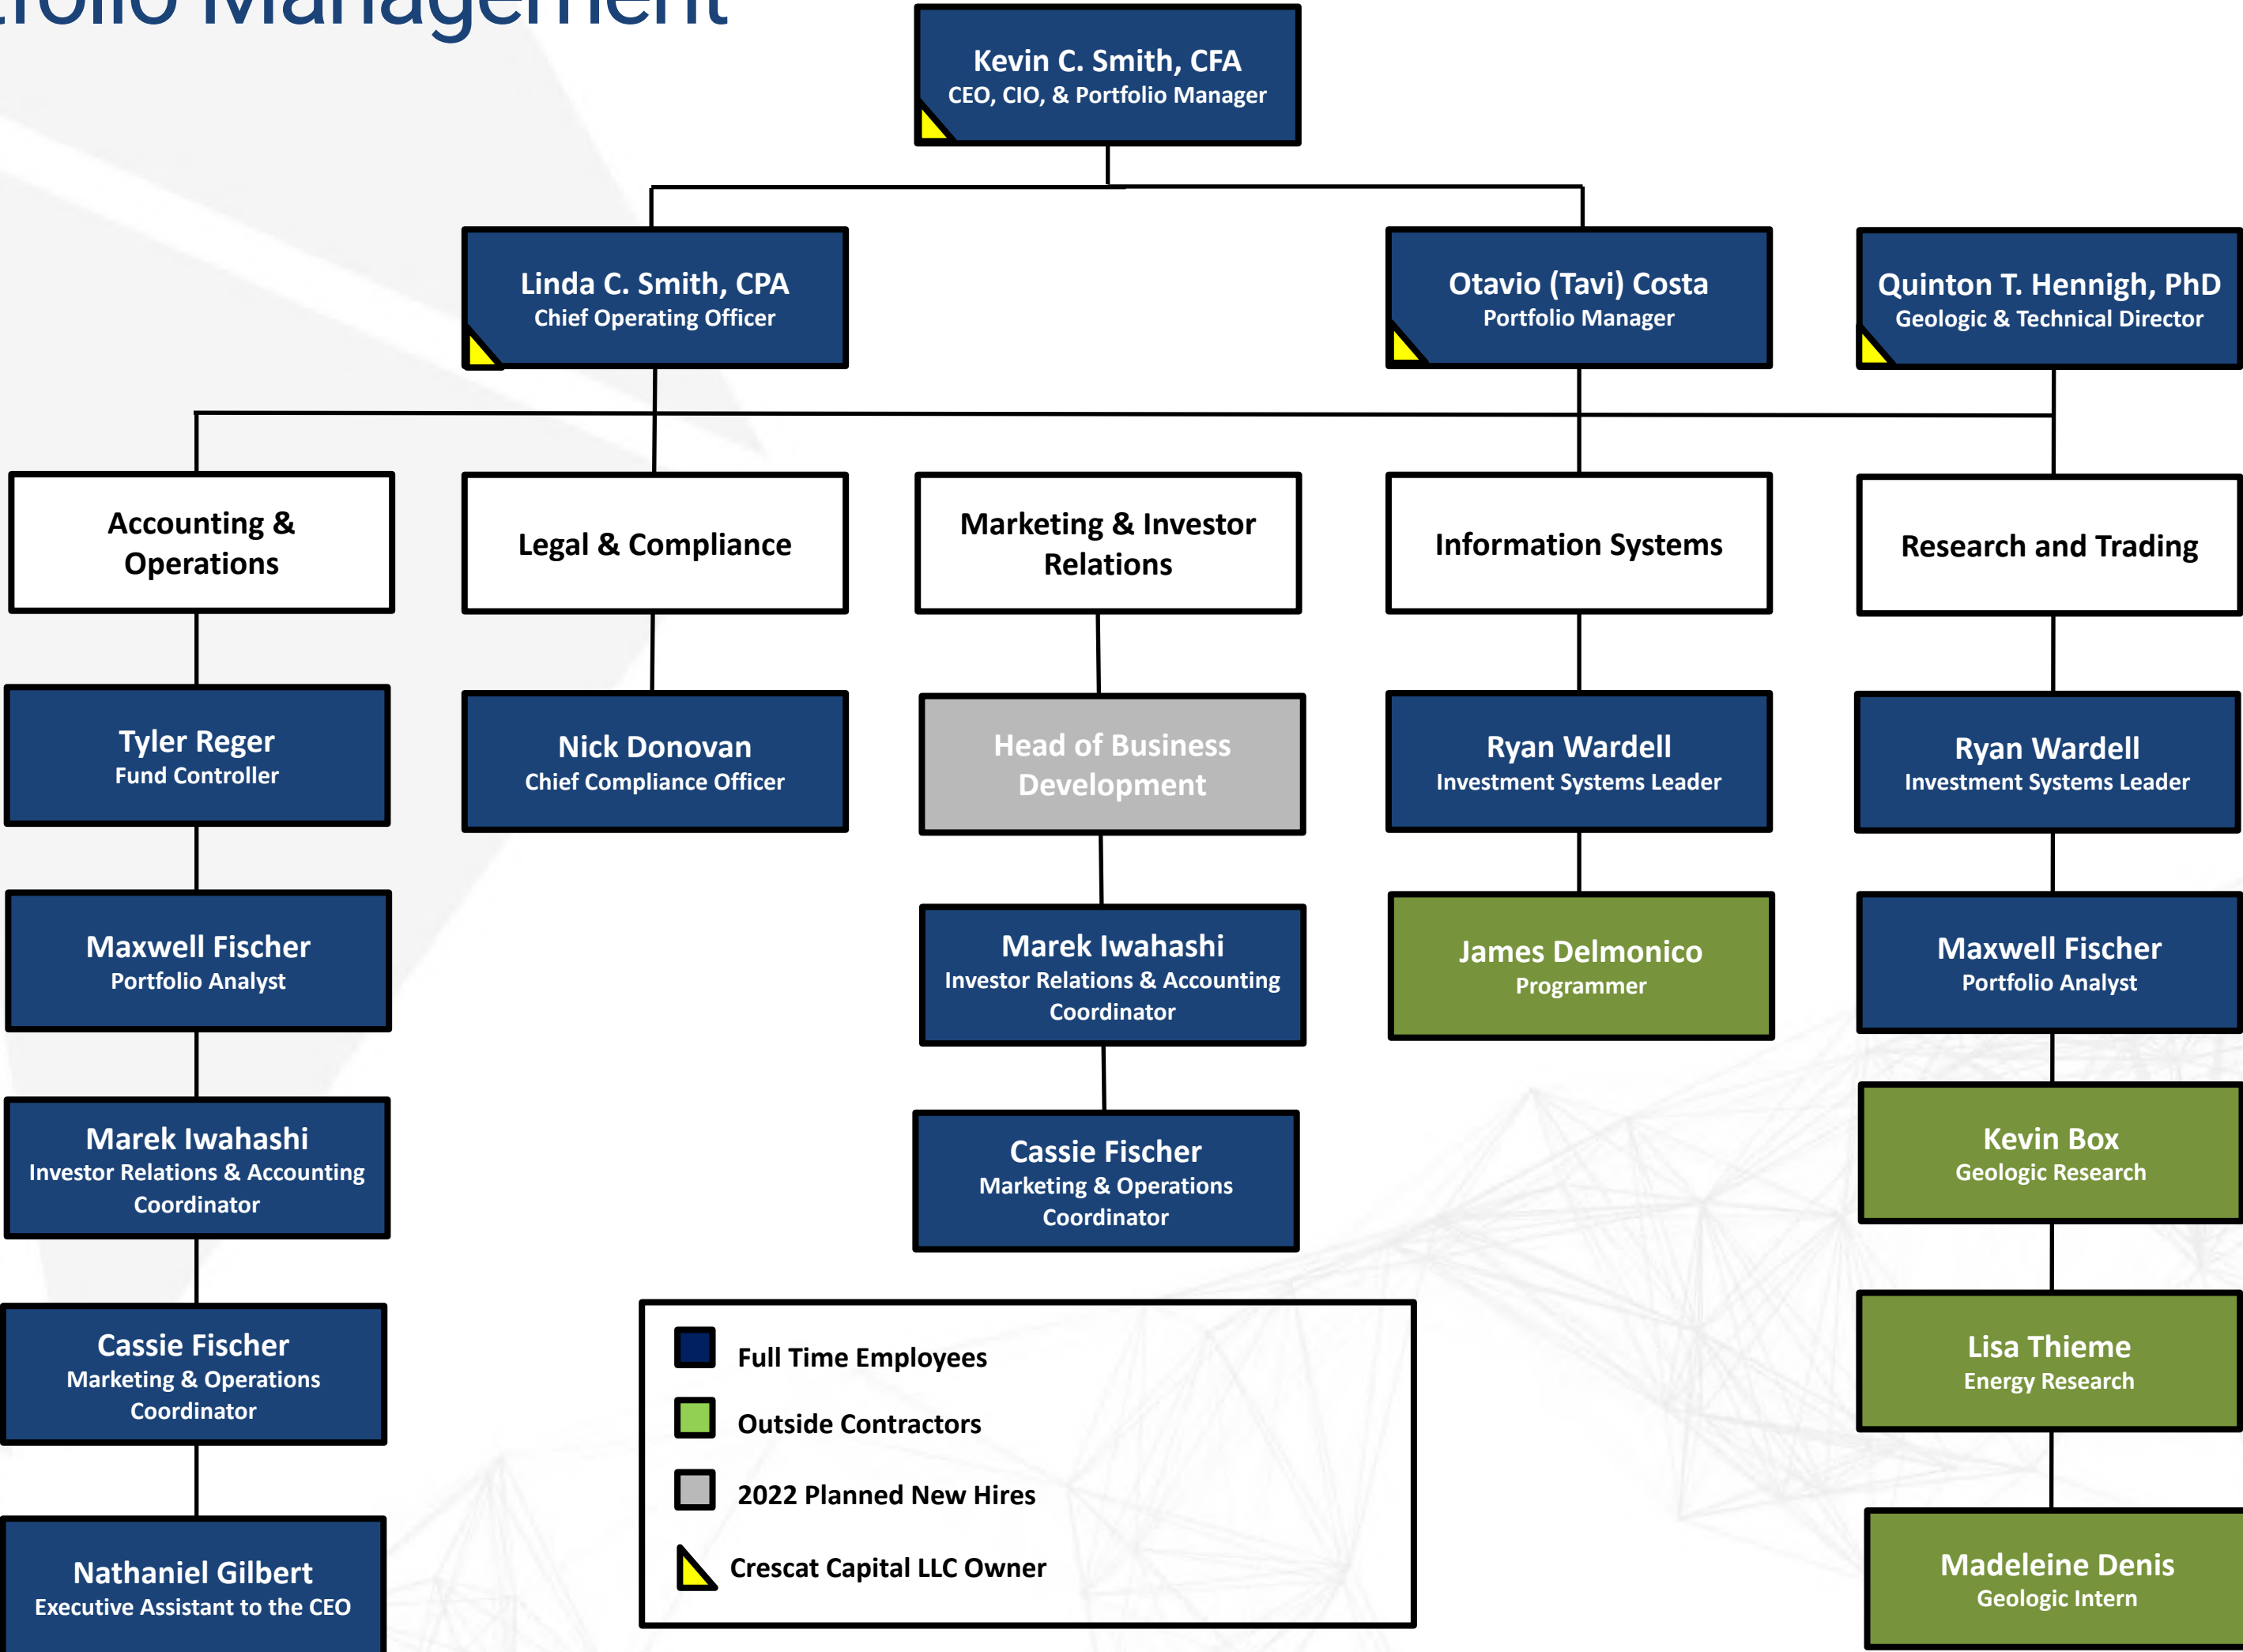 Management
Kevin C. Smith, CFA
CEO, CIO, & Portfolio Manager
Linda C. Smith, CPA
Chief Operating Officer
Otavio (Tavi) Costa
Portfolio Manager
Quinton T. Hennigh, PhD
Geologic & Technical Director
Accounting &
Operations
Legal & Compliance
Marketing & Investor
Relations
Information Systems
Research and Trading
Tyler Reger
Fund Controller
Nick Donovan
Chief Compliance Officer
Head of Business
Development
Ryan Wardell
Investment Systems Leader
Ryan Wardell
Investment Systems Leader
Maxwell Fischer
Portfolio Analyst
Marek Iwahashi
Investor Relations & Accounting
Coordinator
James Delmonico
Programmer
Maxwell Fischer
Portfolio Analyst
Marek Iwahashi
Investor Relations & Accounting
Coordinator
Cassie Fischer
Marketing & Operations
Coordinator
Kevin Box
Geologic Research
Cassie Fischer
Marketing & Operations
Coordinator
Lisa Thieme
Energy Research
Nathaniel Gilbert
Executive Assistant to the CEO
Madeleine Denis
Geologic Intern
Full Time Employees
Outside Contractors
2022 Planned New Hires
Crescat Capital LLC Owner